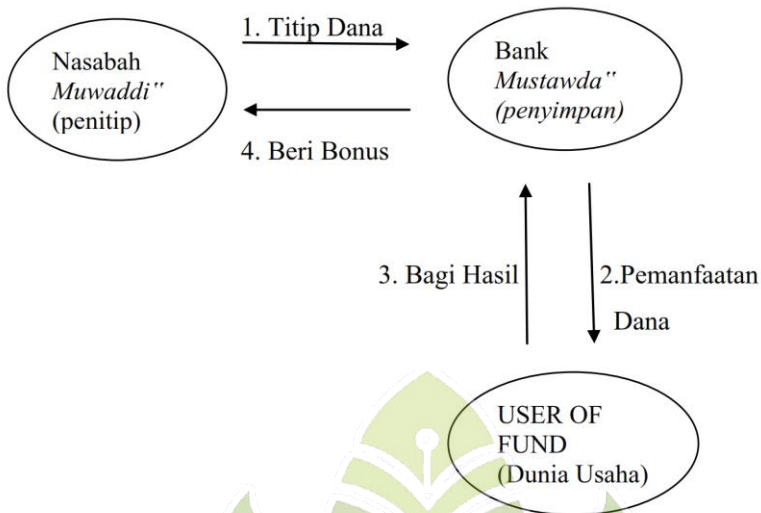 1. Titip Dana
Nasabah
Muwaddi‟
(penitip)
Bank
Mustawda‟
(penyimpan)
4. Beri Bonus
3. Bagi Hasil
2.Pemanfaatan
Dana
USER OF
FUND
(Dunia Usaha)